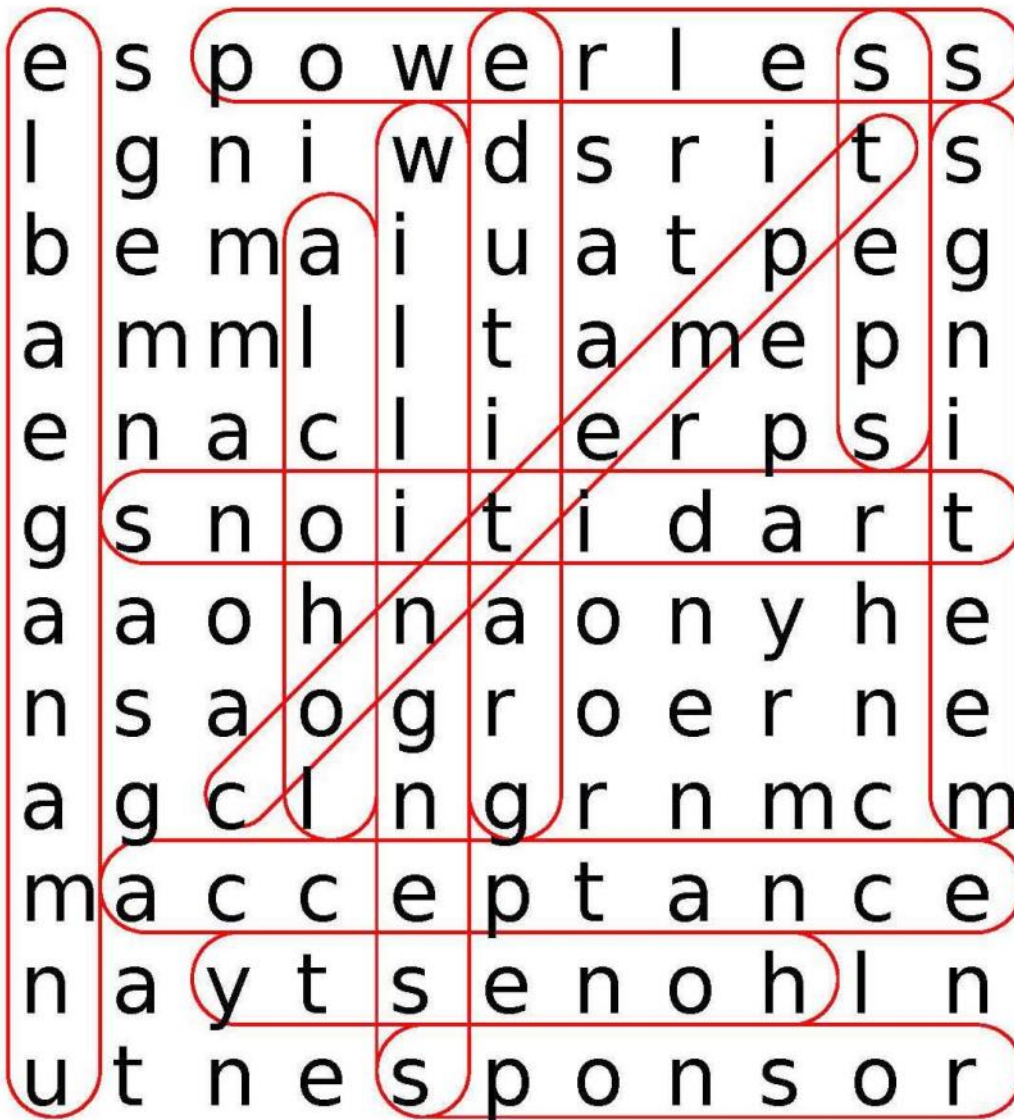 e s p o w e r l e s s
l g n i w d s r i t s
b e m a i u a t p e g
a m m l l t a m e p n
e n a c l i e r p s i
g s n o i t i d a r t
a a o h n a o n y h e
n s a o g r o e r n e
a g c l n g r n m c m
m a c c e p t a n c e
n a y t s e n o h l n
u t n e s p o n s o r